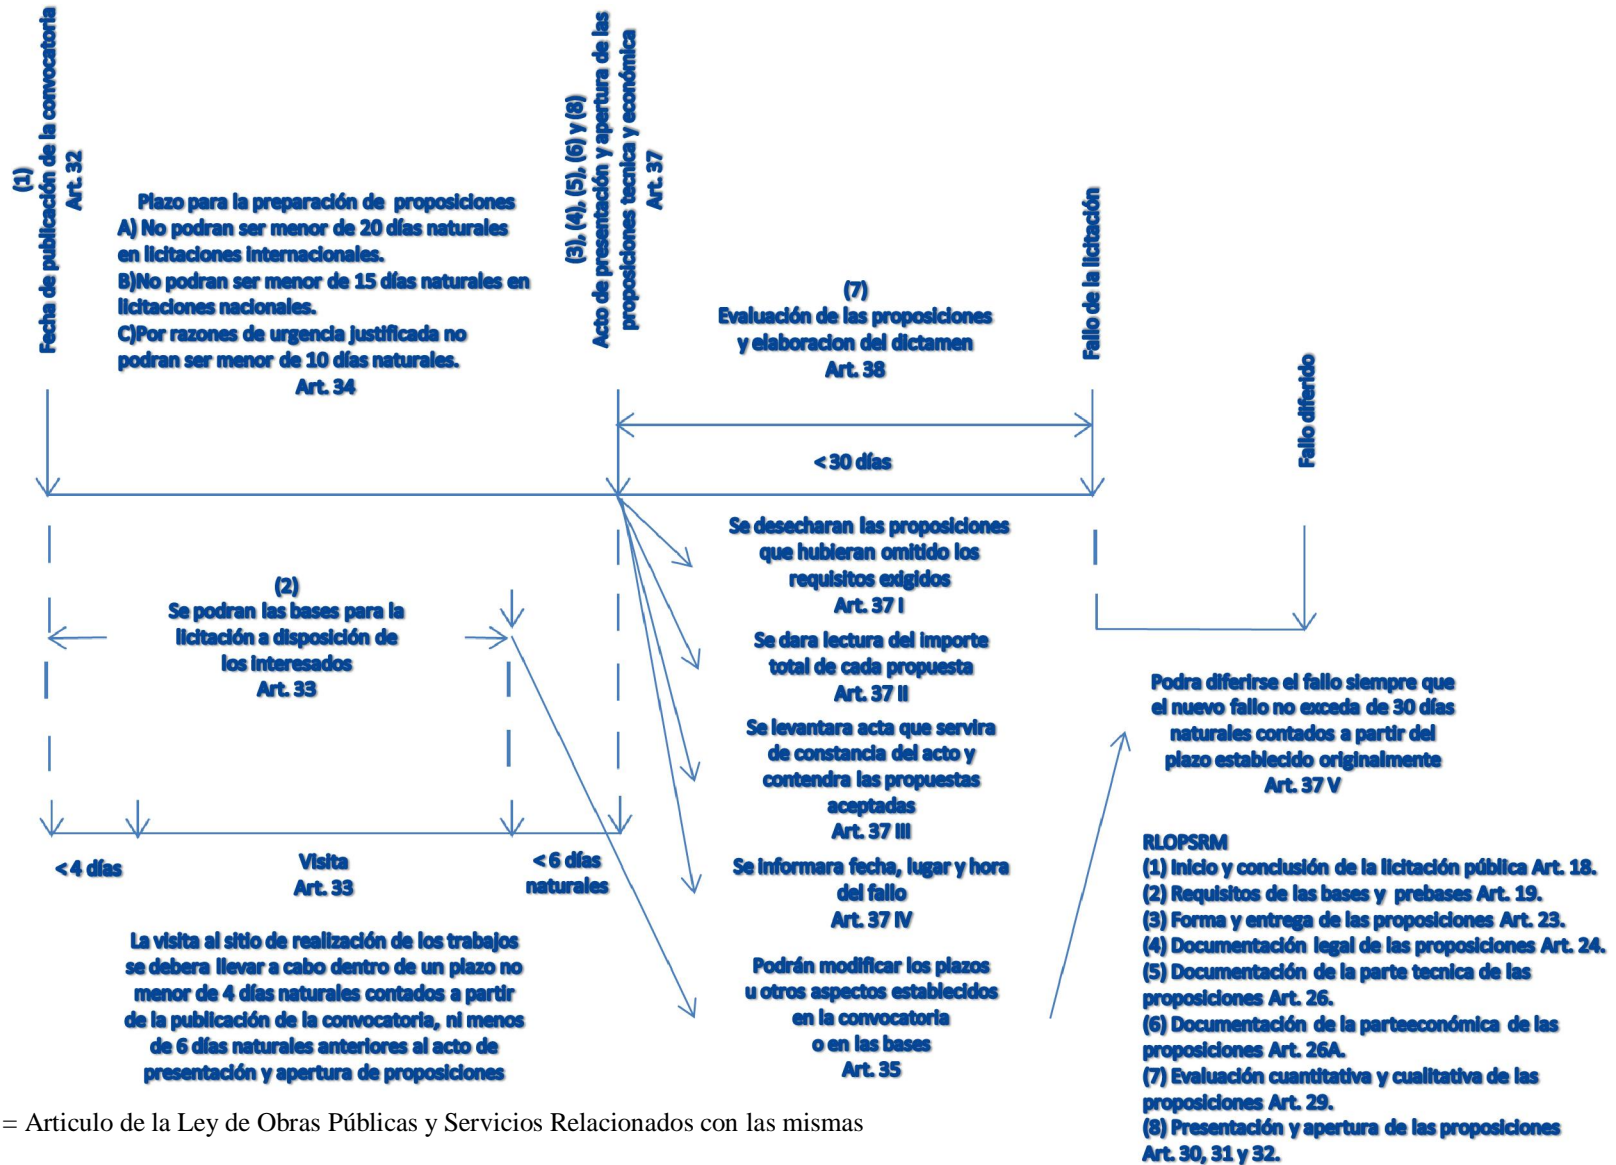 (1)
Fecha de publicación de la convocatoria
Art. 32
Plazo para la preparación de proposiciones
A) No podran ser menor de 20 días naturales
en licitaciones internacionales.
B)No podran ser menor de 15 días naturales en
licitaciones nacionales.
C)Por razones de urgencia justificada no
podran ser menor de 10 días naturales.
Art. 34
(3), (4), (5), (6) y (8)
Acto de presentación y apertura de las
proposiciones tecnica y económica
Art. 37
(7)
Evaluación de las proposiciones
y elaboracion del dictamen
Art. 38
< 30 días
Fallo de la licitación
Fallo diferido
(2)
Se podran las bases para la
licitación a disposición de
los interesados
Art. 33
< 4 días
Visita
Art. 33
< 6 días
naturales
La visita al sitio de realización de los trabajos
se debera llevar a cabo dentro de un plazo no
menor de 4 días naturales contados a partir
de la publicación de la convocatoria, ni menos
de 6 días naturales anteriores al acto de
presentación y apertura de proposiciones
Se desecharan las proposiciones
que hubieran omitido los
requisitos exigidos
Art. 37 I
Se dara lectura del importe
total de cada propuesta
Art. 37 II
Se levantara acta que servira
de constancia del acto y
contendra las propuestas
aceptadas
Art. 37 III
Se informara fecha, lugar y hora
del fallo
Art. 37 IV
Podrán modificar los plazos
u otros aspectos establecidos
en la convocatoria
o en las bases
Art. 35
Podra diferirse el fallo siempre que
el nuevo fallo no exceda de 30 días
naturales contados a partir del
plazo establecido originalmente
Art. 37 V
RLOPSRM
(1) Inicio y conclusión de la licitación pública Art. 18.
(2) Requisitos de las bases y prebases Art. 19.
(3) Forma y entrega de las proposiciones Art. 23.
(4) Documentación legal de las proposiciones Art. 24.
(5) Documentación de la parte tecnica de las
proposiciones Art. 26.
(6) Documentación de la parteeconómica de las
proposiciones Art. 26A.
(7) Evaluación cuantitativa y cualitativa de las
proposiciones Art. 29.
(8) Presentación y apertura de las proposiciones
Art. 30, 31 y 32.
= Articulo de la Ley de Obras Públicas y Servicios Relacionados con las mismas